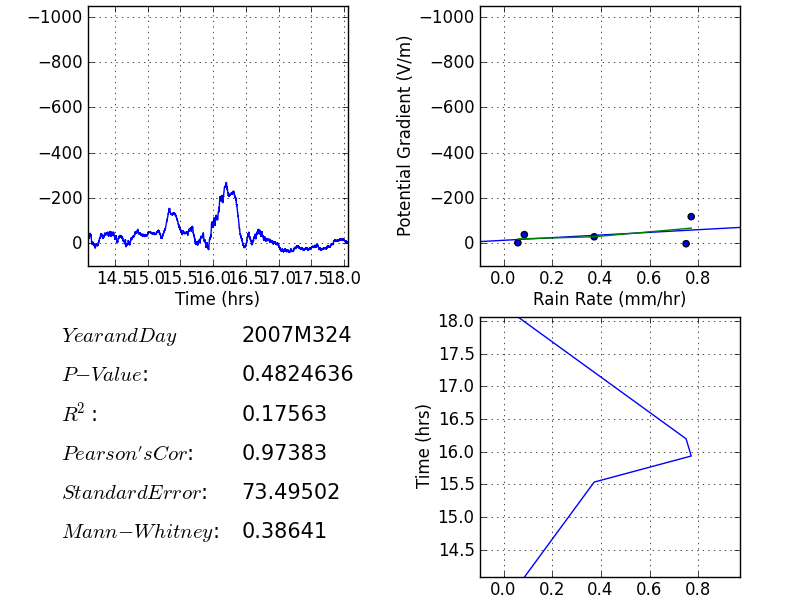 −1000
−800
−600
−400
−200
0
14.5 15.0 15.5 16.0 16.5 17.0 17.5 18.0
Time (hrs)
Potential Gradient (V/m)
−1000
−800
−600
−400
−200
0
0.0 0.2 0.4 0.6 0.8
Rain Rate (mm/hr)
YearandDay 2007M324
P−Value: 0.4824636
R²: 0.17563
Pearson'sCor: 0.97383
StandardError: 73.49502
Mann−Whitney: 0.38641
Time (hrs)
18.0
17.5
17.0
16.5
16.0
15.5
15.0
14.5
0.0 0.2 0.4 0.6 0.8